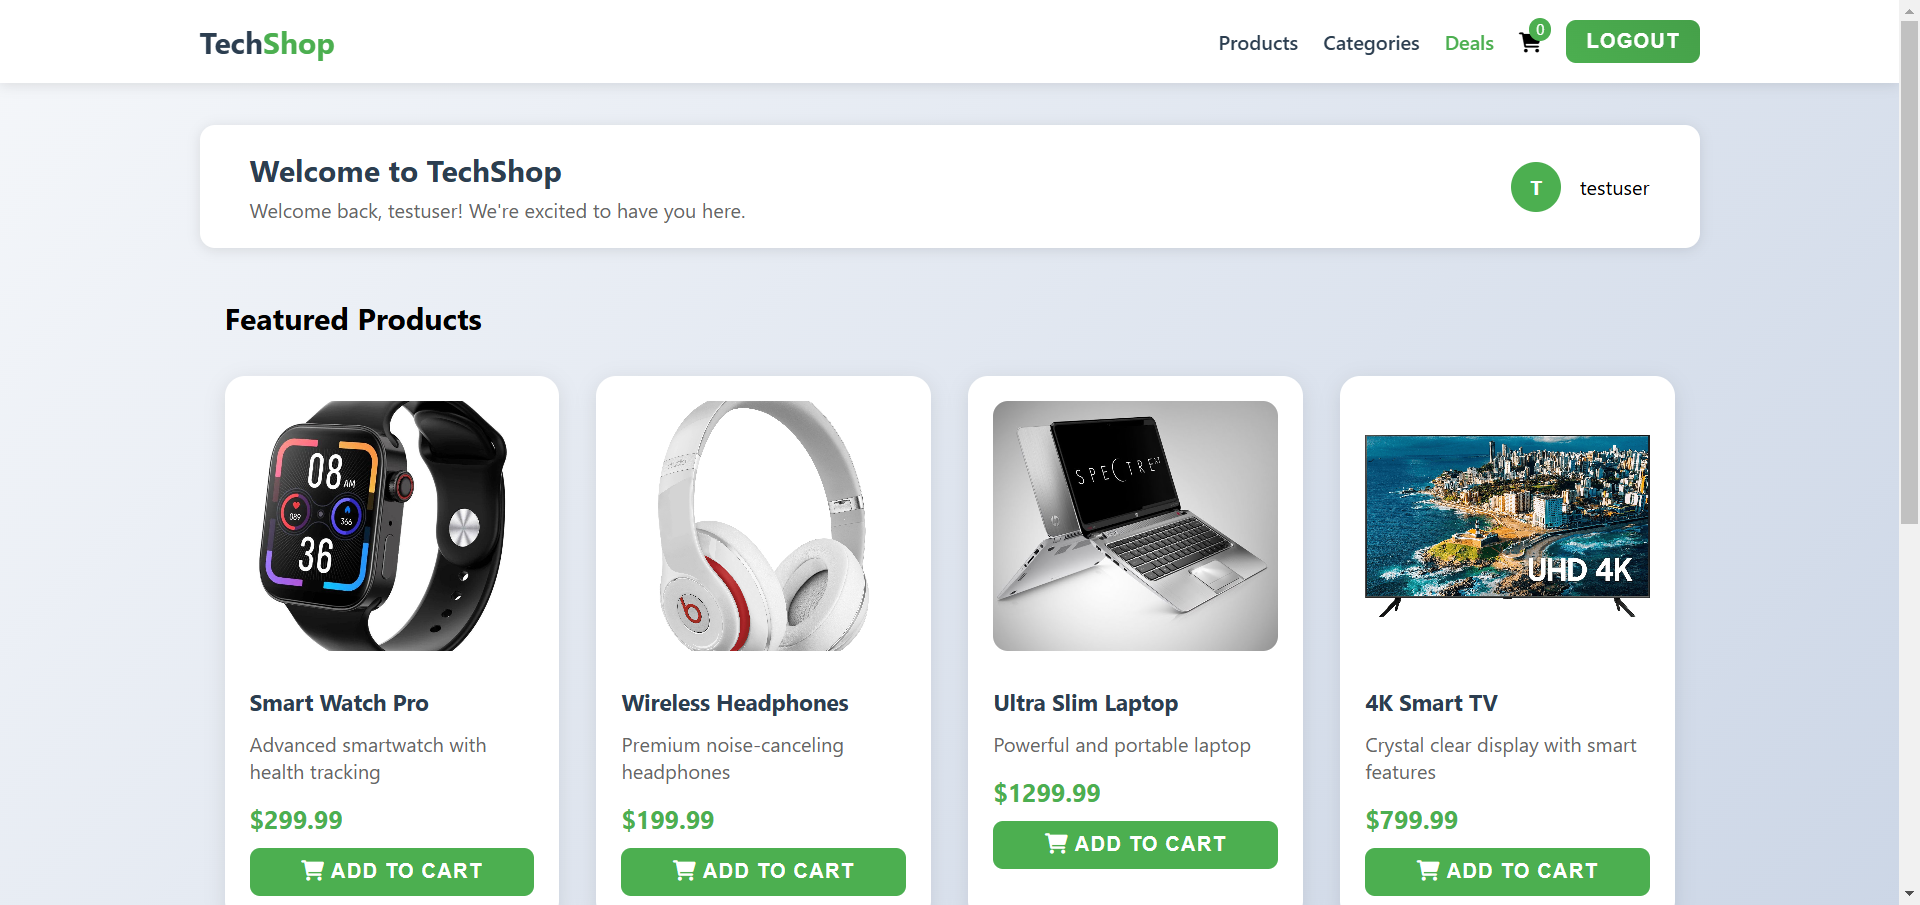 TechShop
Products Categories Deals 0 LOGOUT
Welcome to TechShop
Welcome back, testuser! We're excited to have you here.
T testuser
Featured Products
08 AM
089 366
36
b
SPECTRE
hp
UHD 4K
Smart Watch Pro
Advanced smartwatch with
health tracking
$299.99
ADD TO CART
Wireless Headphones
Premium noise-canceling
headphones
$199.99
ADD TO CART
Ultra Slim Laptop
Powerful and portable laptop
$1299.99
ADD TO CART
4K Smart TV
Crystal clear display with smart
features
$799.99
ADD TO CART